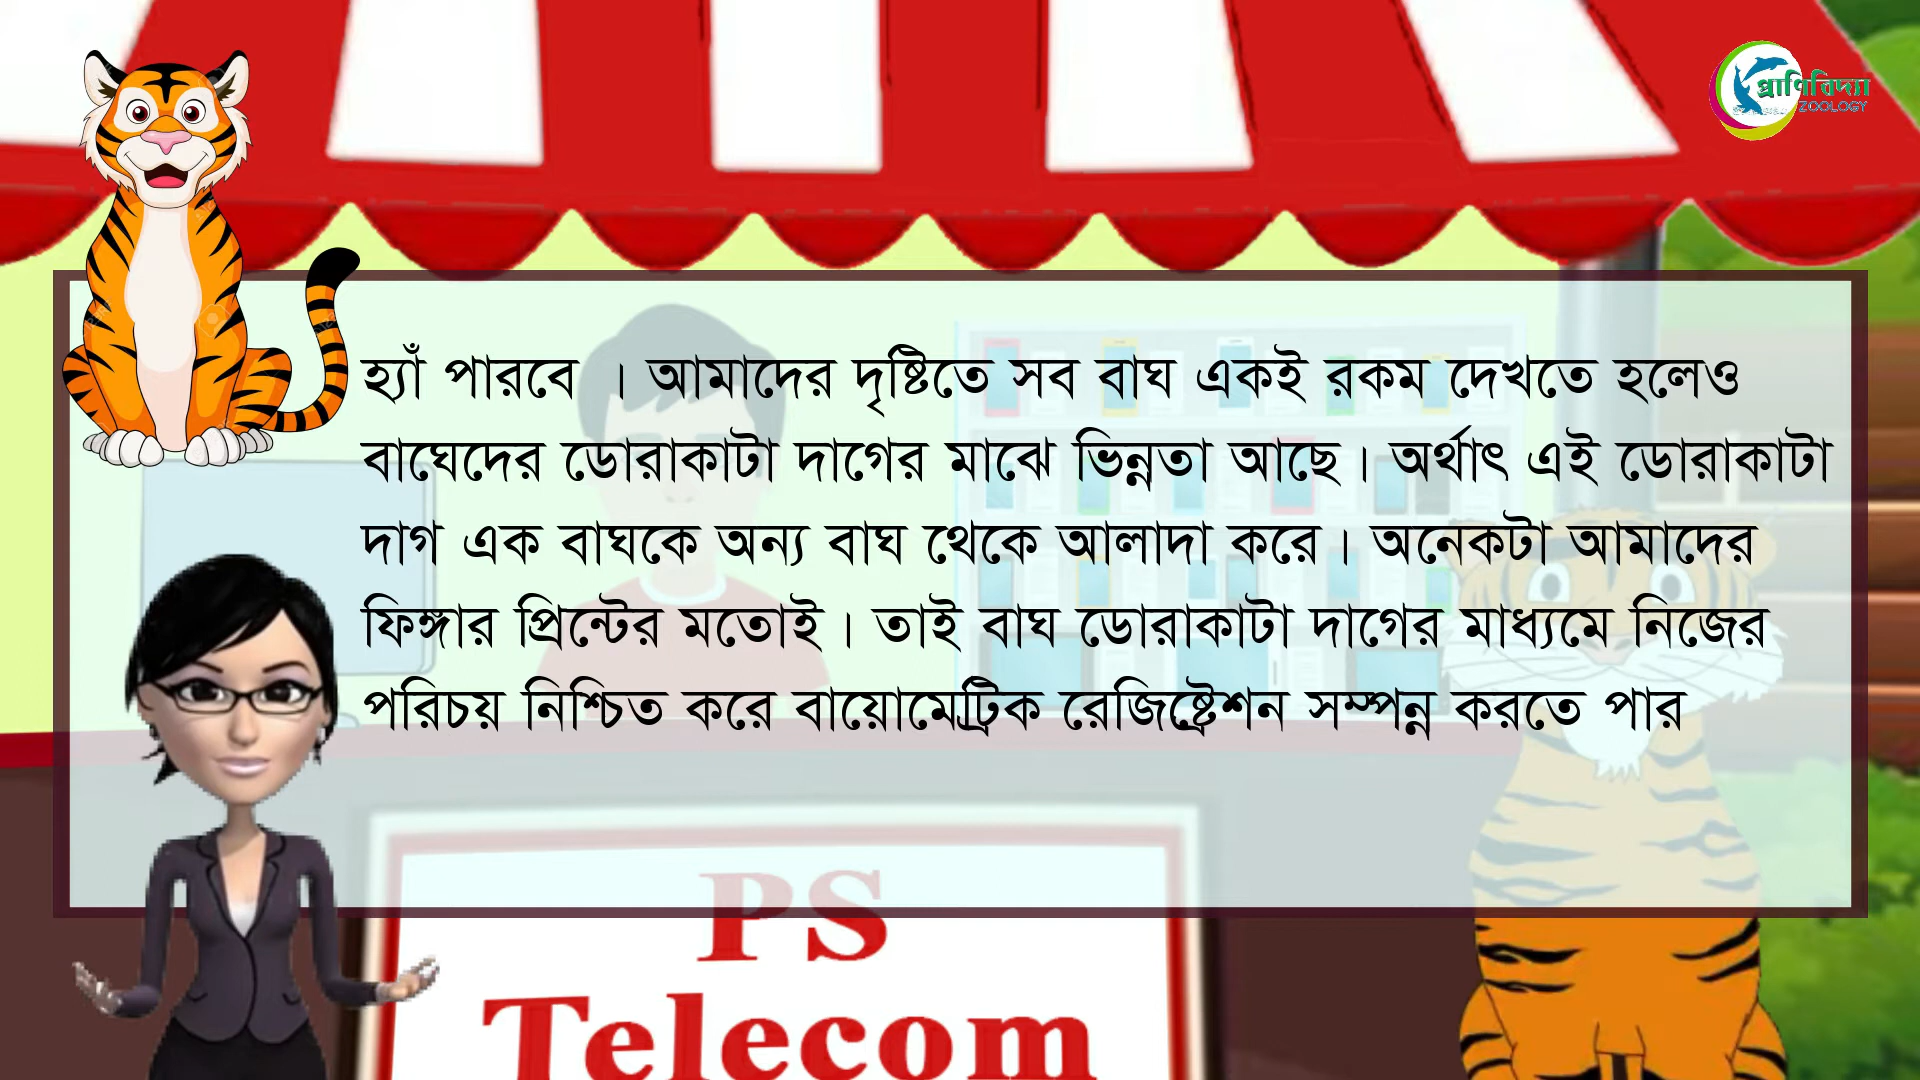 প্রাণিবিদ্যা
ZOOLOGY
হ্যাঁ পারবে । আমাদের দৃষ্টিতে সব বাঘ একই রকম দেখতে হলেও
বাঘেদের ডোরাকাটা দাগের মাঝে ভিন্নতা আছে। অর্থাৎ এই ডোরাকাটা
দাগ এক বাঘকে অন্য বাঘ থেকে আলাদা করে। অনেকটা আমাদের
ফিঙ্গার প্রিন্টের মতোই। তাই বাঘ ডোরাকাটা দাগের মাধ্যমে নিজের
পরিচয় নিশ্চিত করে বায়োমেট্রিক রেজিষ্ট্রেশন সম্পন্ন করতে পার
PS
Telecom